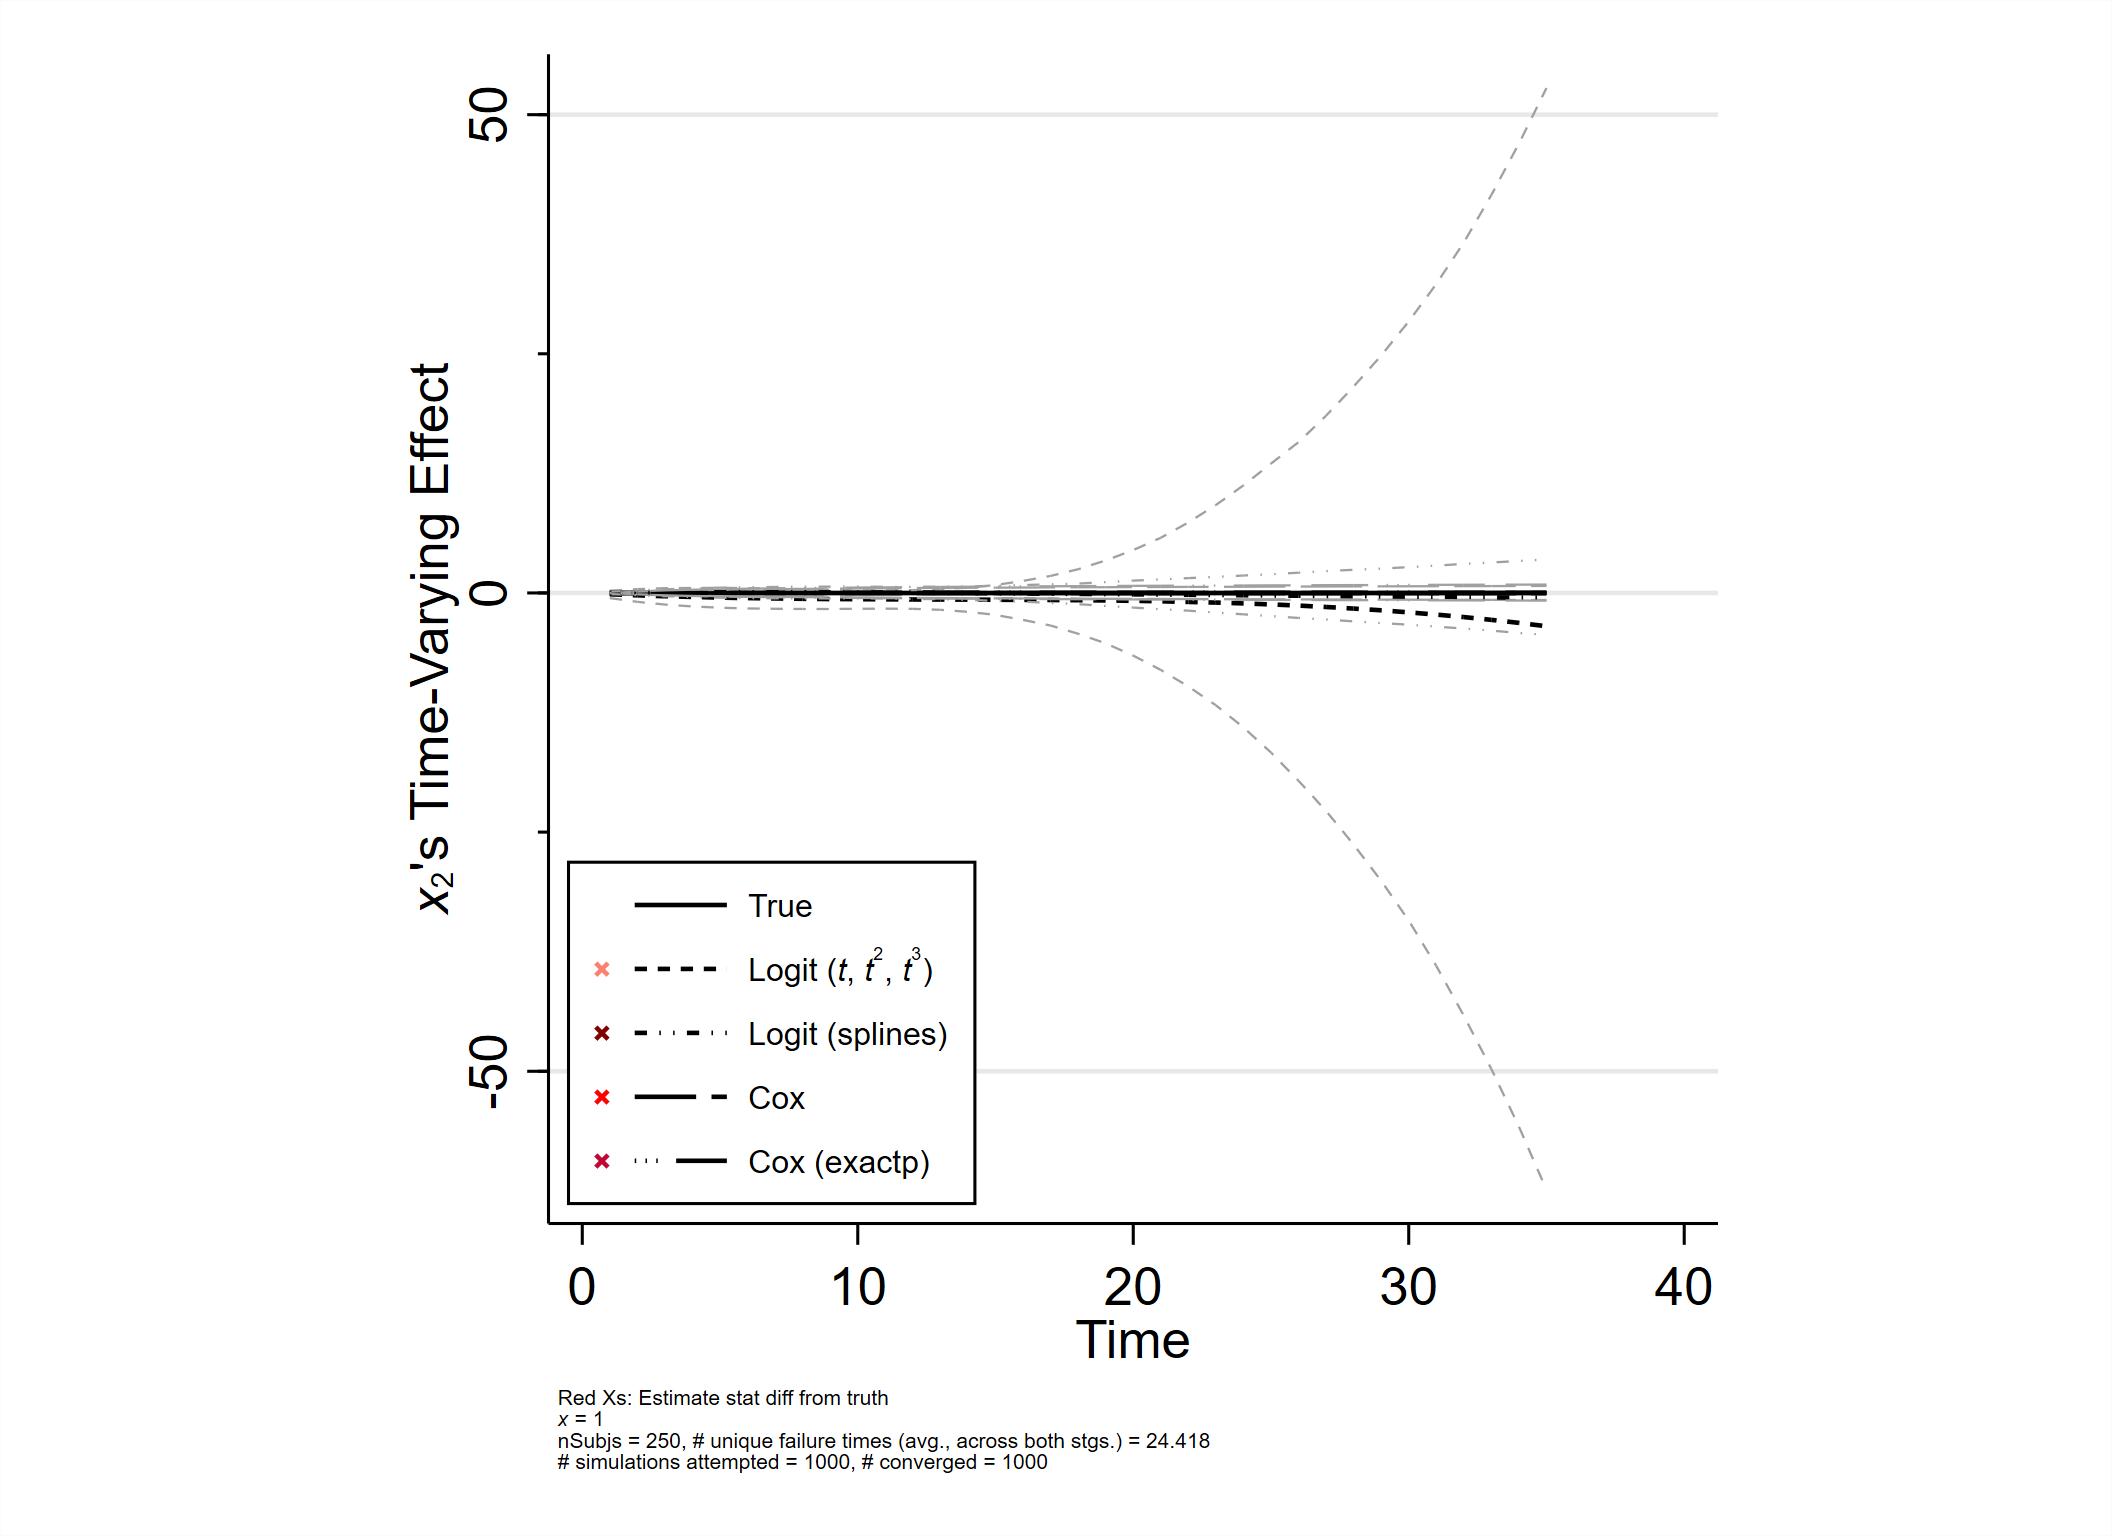 50
0
-50
x₂'s Time-Varying Effect
True
Logit (t, t², t³)
Logit (splines)
Cox
Cox (exactp)
0 10 20 30 40
Time
Red Xs: Estimate stat diff from truth
x = 1
nSubjs = 250, # unique failure times (avg., across both stgs.) = 24.418
# simulations attempted = 1000, # converged = 1000